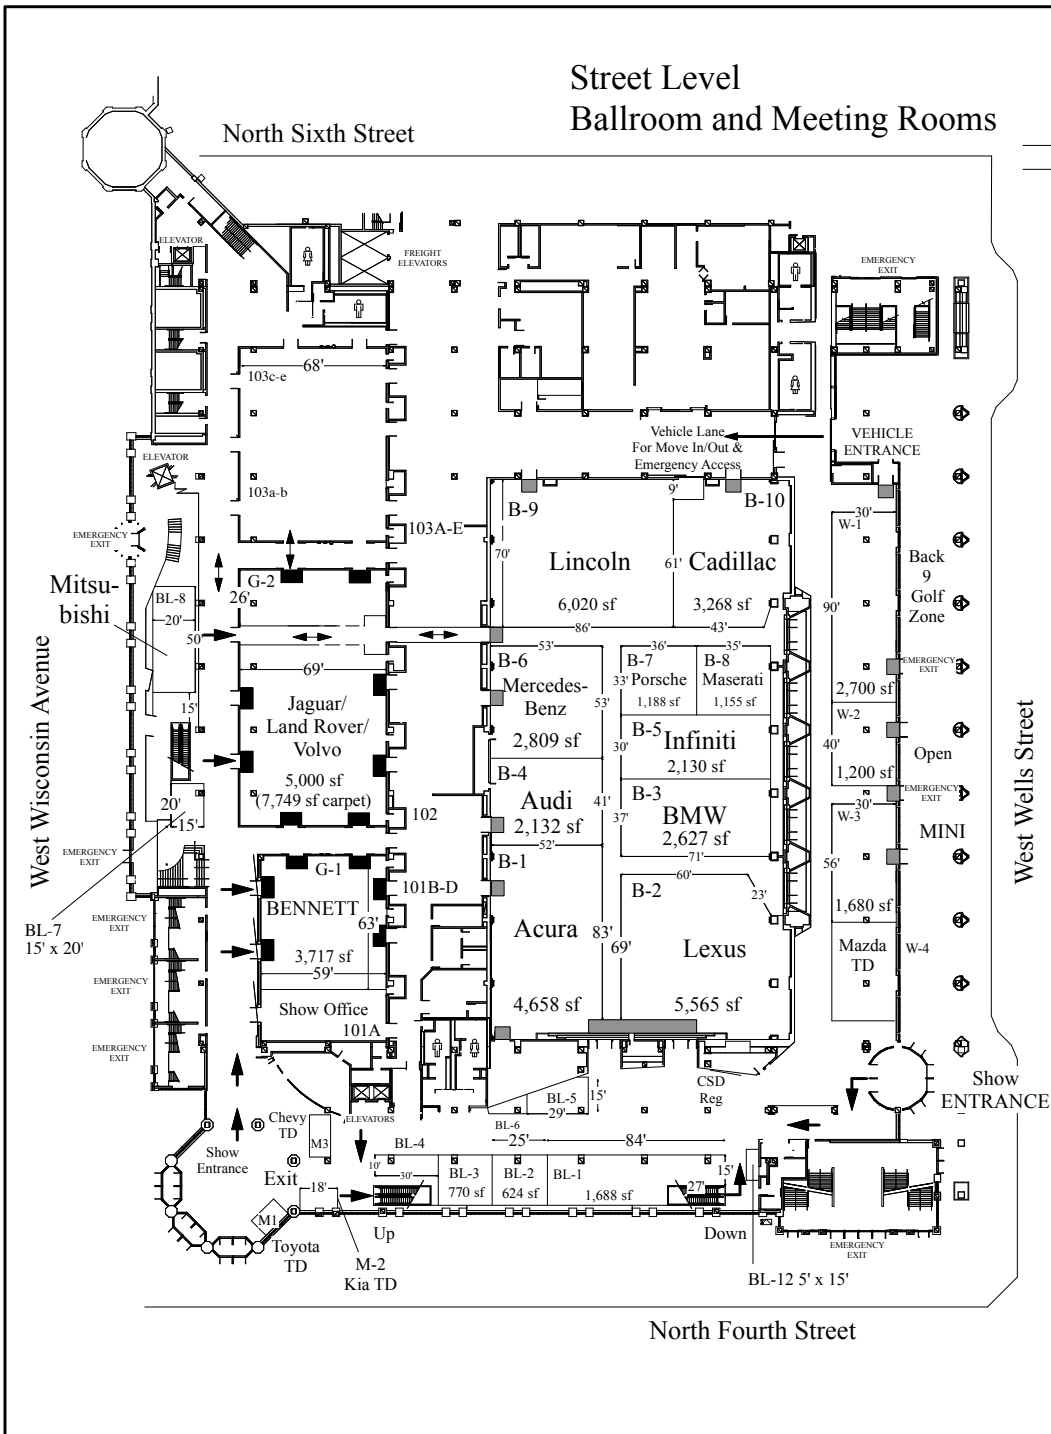 Street Level
Ballroom and Meeting Rooms
North Sixth Street
ELEVATOR
FREIGHT
ELEVATORS
EMERGENCY
EXIT
68'
103c-e
Vehicle Lane
For Move In/Out &
Emergency Access
VEHICLE
ENTRANCE
ELEVATOR
103a-b
103A-E
EMERGENCY
EXIT
B-9
9'
B-10
30'
W-1
70'
Lincoln
61'
Cadillac
6,020 sf
3,268 sf
86'
43'
90'
Back
9
Golf
Zone
Mitsu-
bishi
BL-8
20'
50'
G-2
26'
69'
Jaguar/
Land Rover/
Volvo
5,000 sf
(7,749 sf carpet)
102
15'
20'
15'
53'
B-6
Mercedes-
Benz
53'
2,809 sf
36'
35'
B-7
Porsche
33'
1,188 sf
B-8
Maserati
1,155 sf
EMERGENCY
EXIT
2,700 sf
W-2
B-5
Infiniti
30'
2,130 sf
40'
Open
1,200 sf
B-4
Audi
2,132 sf
41'
52'
B-3
BMW
37'
2,627 sf
71'
EMERGENCY
EXIT
30'
W-3
MINI
56'
1,680 sf
West Wisconsin Avenue
West Wells Street
EMERGENCY
EXIT
BL-7
15' x 20'
G-1
BENNETT
63'
3,717 sf
59'
101B-D
Show Office
101A
B-1
Acura
83'
4,658 sf
60'
B-2
23'
69'
Lexus
5,565 sf
Mazda
TD
W-4
EMERGENCY
EXIT
EMERGENCY
EXIT
EMERGENCY
EXIT
CSD
Reg
Show
ENTRANCE
BL-5
29'
15'
BL-6
Chevy
TD
M3
ELEVATORS
Show
Entrance
BL-4
25'
84'
10'
30'
BL-3
770 sf
BL-2
624 sf
BL-1
1,688 sf
15'
27'
Exit
18'
M1
Toyota
TD
Up
Down
M-2
Kia TD
BL-12 5' x 15'
EMERGENCY
EXIT
North Fourth Street